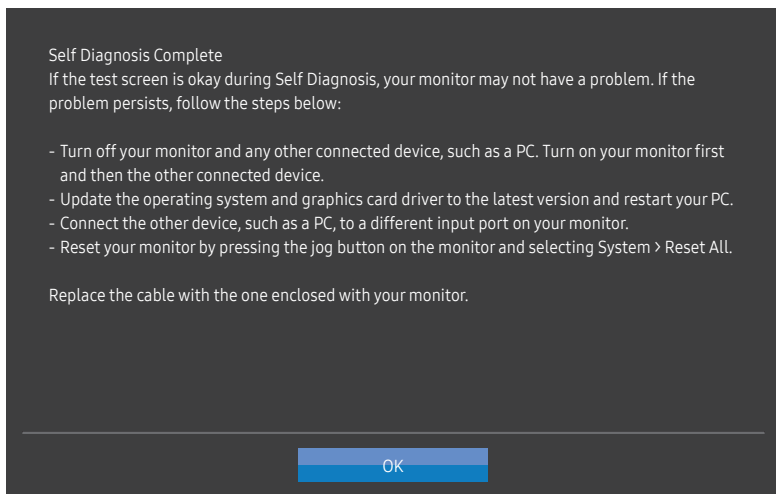 Self Diagnosis Complete
If the test screen is okay during Self Diagnosis, your monitor may not have a problem. If the
problem persists, follow the steps below:
- Turn off your monitor and any other connected device, such as a PC. Turn on your monitor first
and then the other connected device.
- Update the operating system and graphics card driver to the latest version and restart your PC.
- Connect the other device, such as a PC, to a different input port on your monitor.
- Reset your monitor by pressing the jog button on the monitor and selecting System > Reset All.
Replace the cable with the one enclosed with your monitor.
OK